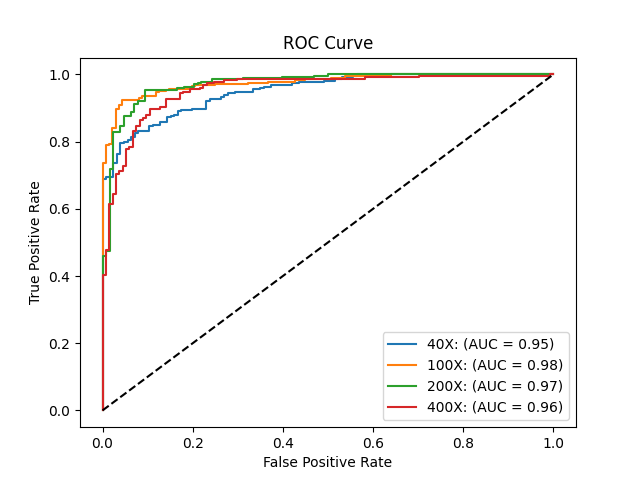 ROC Curve
True Positive Rate
1.0
0.8
0.6
0.4
0.2
0.0
0.0 0.2 0.4 0.6 0.8 1.0
False Positive Rate
40X: (AUC = 0.95)
100X: (AUC = 0.98)
200X: (AUC = 0.97)
400X: (AUC = 0.96)